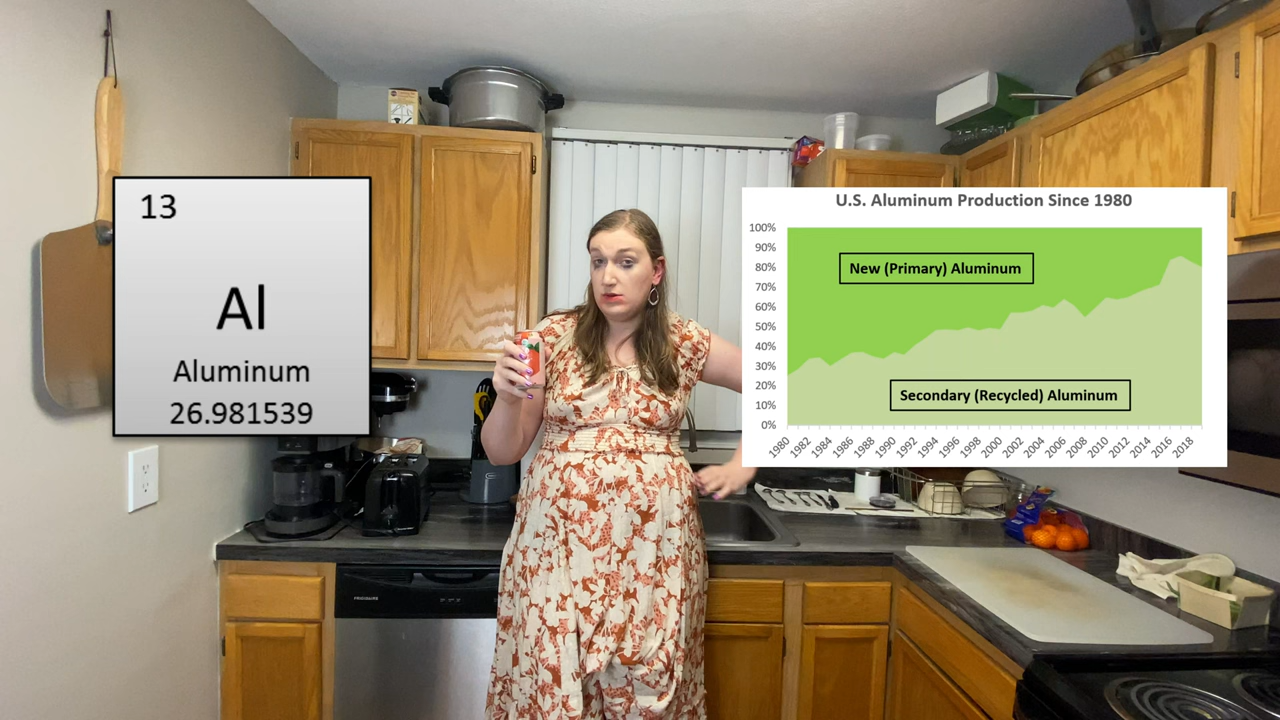 13
Al
Aluminum
26.981539
U.S. Aluminum Production Since 1980
100%
90%
80%
70%
60%
50%
40%
30%
20%
10%
0%
New (Primary) Aluminum
Secondary (Recycled) Aluminum
1980 1982 1984 1986 1988 1990 1992 1994 1996 1998 2000 2002 2004 2006 2008 2010 2012 2014 2016 2018
FRIGIDAIRE